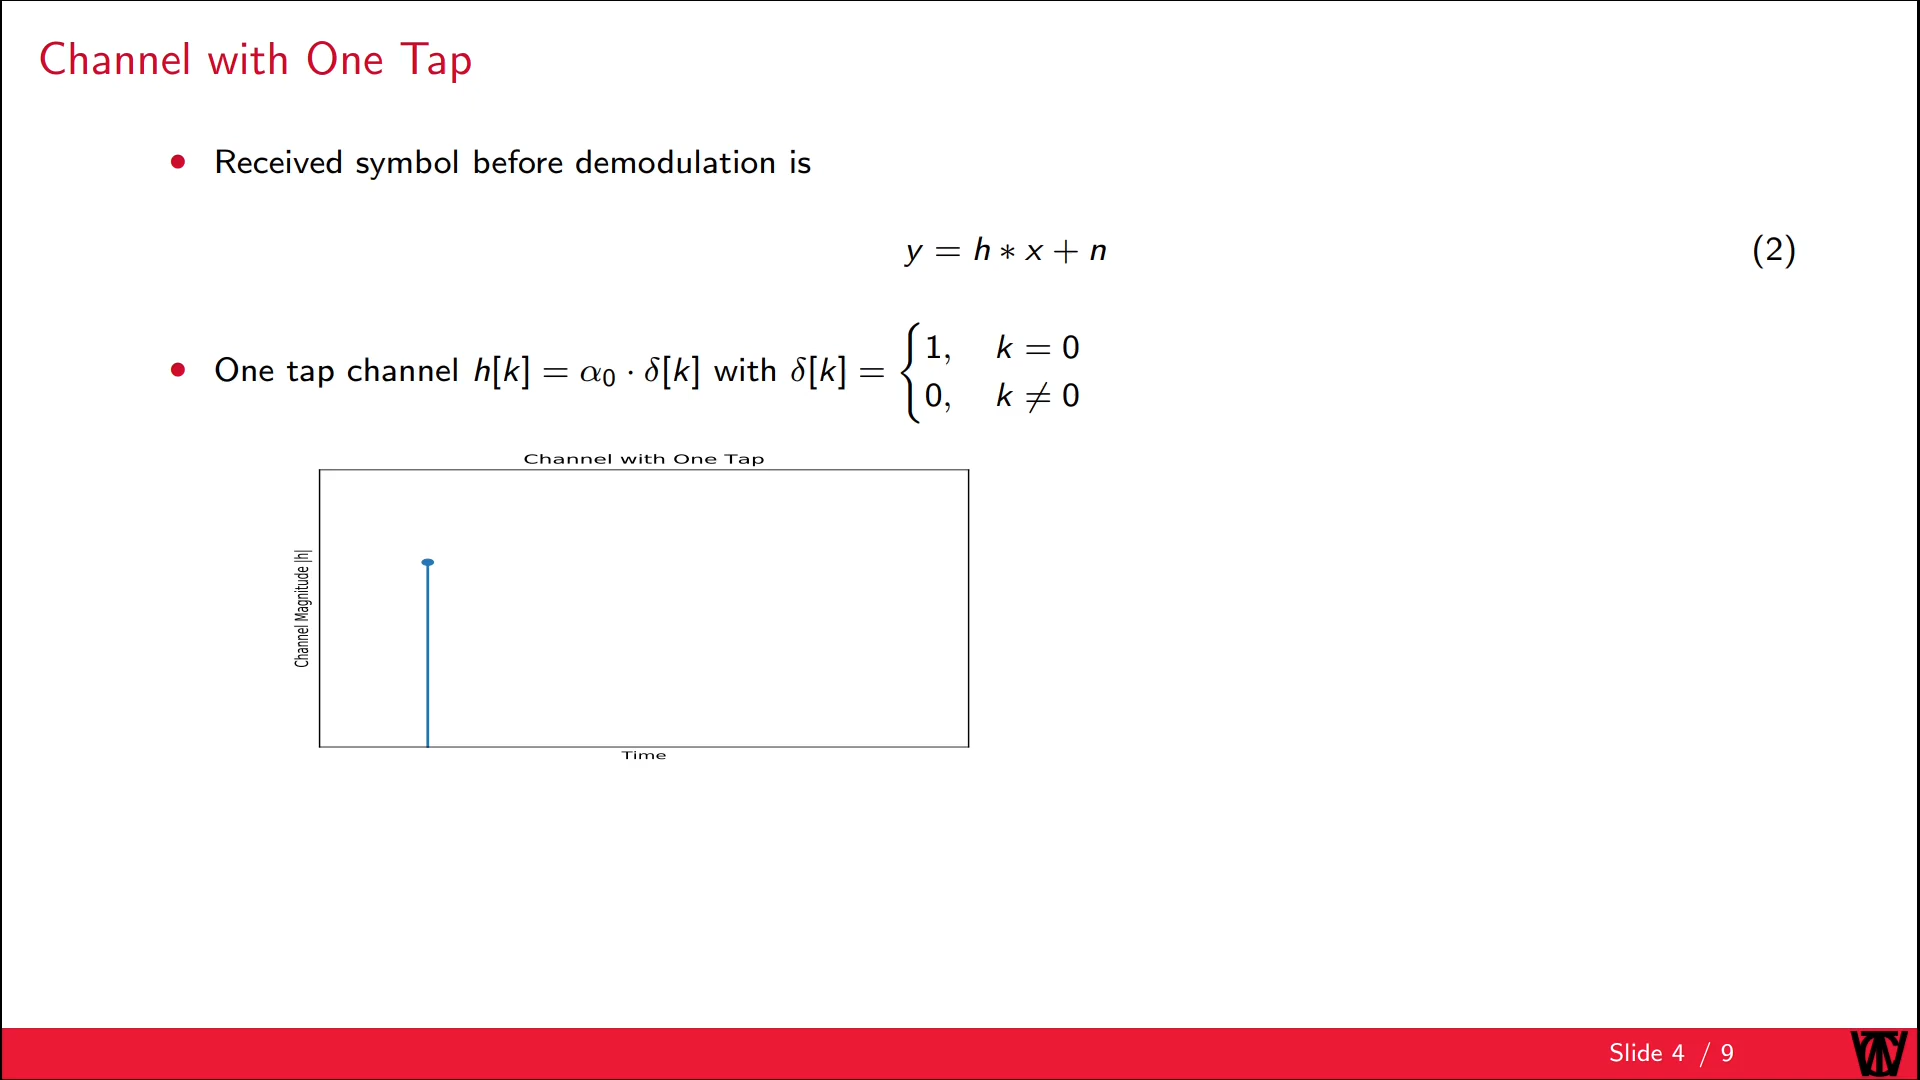 Channel with One Tap
• Received symbol before demodulation is
y = h ∗ x + n (2)
• One tap channel h[k] = α₀ · δ[k] with δ[k] = { 1, k = 0
0, k ≠ 0
Channel with One Tap
Channel Magnitude |h|
Time
Slide 4 / 9